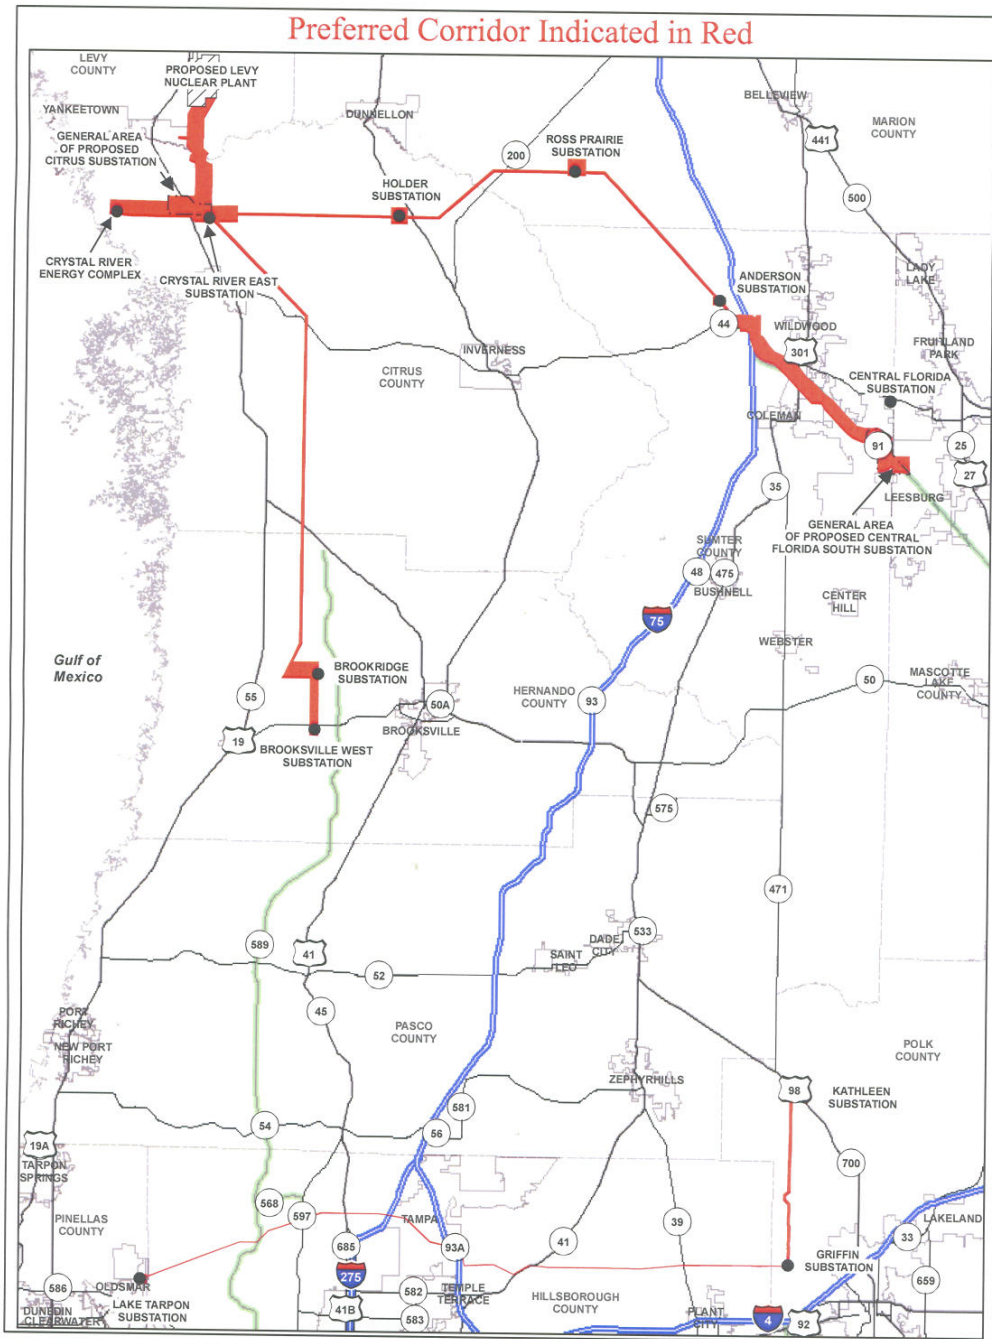 Preferred Corridor Indicated in Red
LEVY
COUNTY
PROPOSED LEVY
NUCLEAR PLANT
YANKEETOWN
DUNNELLON
BELLEVIEW
MARION
COUNTY
GENERAL AREA
OF PROPOSED
CITRUS SUBSTATION
200
ROSS PRAIRIE
SUBSTATION
441
HOLDER
SUBSTATION
500
CRYSTAL RIVER
ENERGY COMPLEX
CRYSTAL RIVER EAST
SUBSTATION
ANDERSON
SUBSTATION
LADY
LAKE
44
WILDWOOD
301
FRUITLAND
PARK
INVERNESS
CITRUS
COUNTY
CENTRAL FLORIDA
SUBSTATION
COLEMAN
91
25
27
35
LEESBURG
GENERAL AREA
OF PROPOSED CENTRAL
FLORIDA SOUTH SUBSTATION
SUMTER
COUNTY
48
475
BUSHNELL
CENTER
HILL
75
WEBSTER
Gulf of
Mexico
BROOKRIDGE
SUBSTATION
50
MASCOTTE
LAKE
COUNTY
55
50A
HERNANDO
COUNTY
93
19
BROOKSVILLE
BROOKSVILLE WEST
SUBSTATION
575
471
589
41
533
DADE
CITY
SAINT
LEO
52
45
PORT
RICHEY
NEW PORT
RICHEY
PASCO
COUNTY
POLK
COUNTY
ZEPHYRHILLS
98
KATHLEEN
SUBSTATION
581
54
56
19A
TARPON
SPRINGS
700
568
597
PINELLAS
COUNTY
TAMPA
39
LAKELAND
685
93A
41
33
GRIFFIN
SUBSTATION
275
586
OLDSMAR
582
TEMPLE
TERRACE
659
HILLSBOROUGH
COUNTY
LAKE TARPON
SUBSTATION
DUNEDIN
CLEARWATER
41B
583
PLANT
CITY
4
92